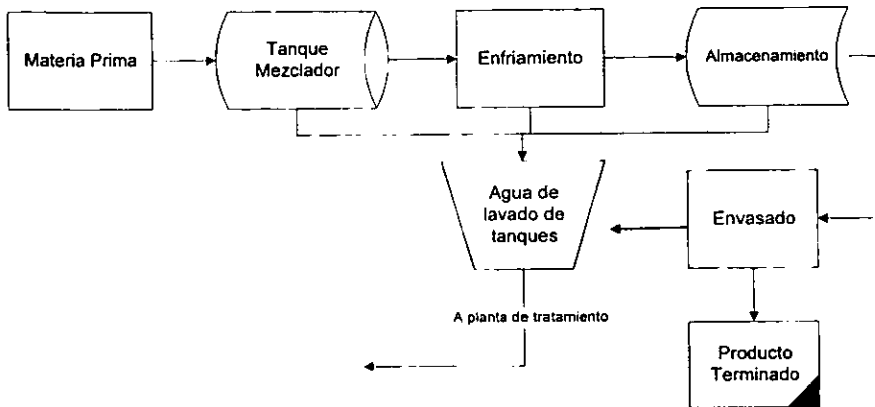 Materia Prima
Tanque
Mezclador
Enfriamiento
Almacenamiento
Agua de
lavado de
tanques
Envasado
A planta de tratamiento
Producto
Terminado